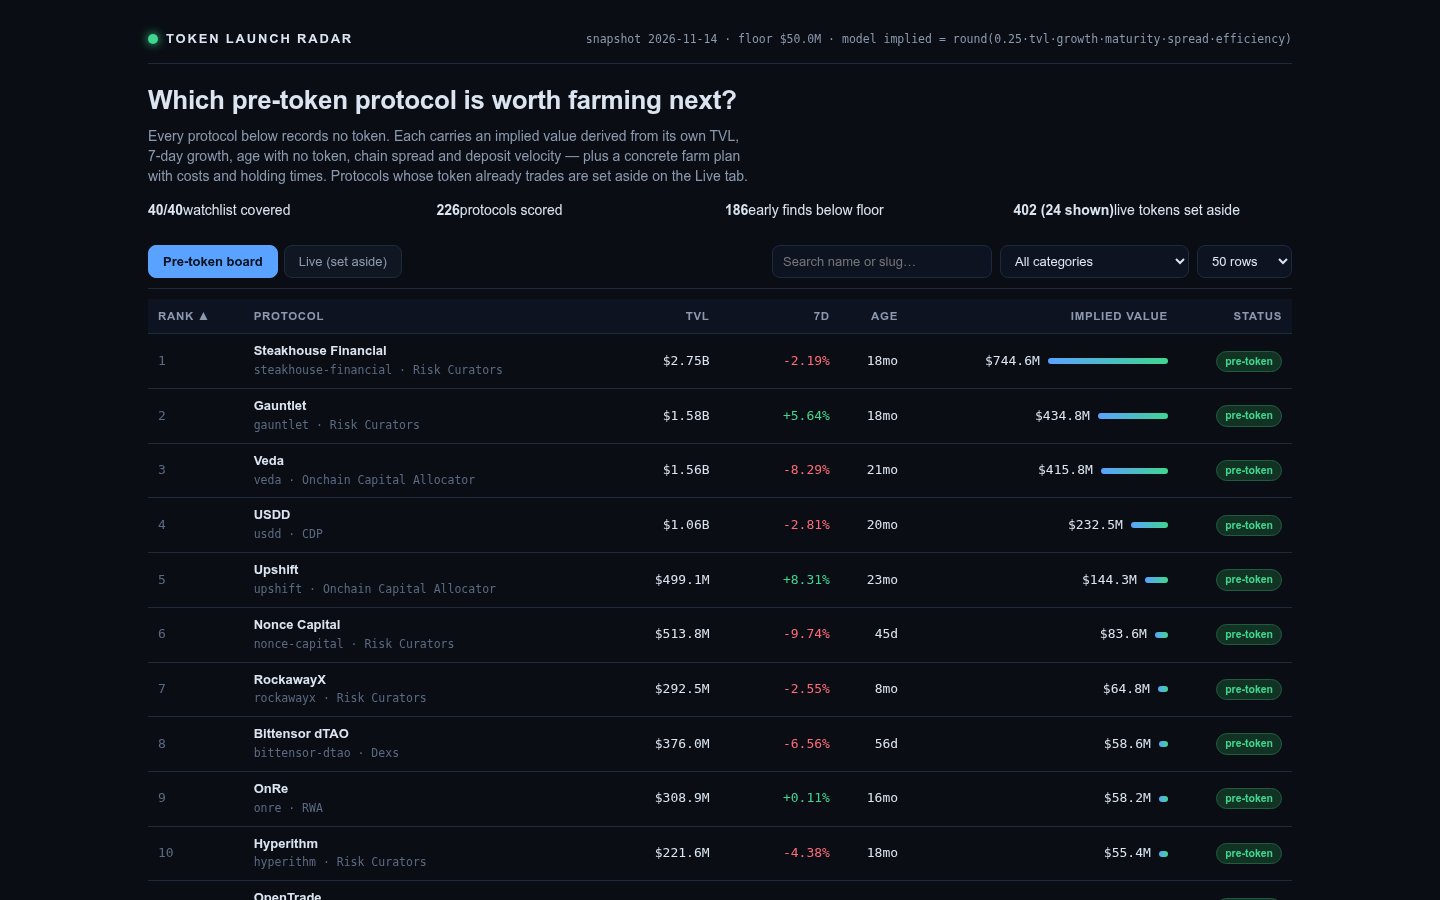 TOKEN LAUNCH RADAR
snapshot 2026-11-14 · floor $50.0M · model implied = round(0.25·tvl·growth·maturity·spread·efficiency)
Which pre-token protocol is worth farming next?
Every protocol below records no token. Each carries an implied value derived from its own TVL,
7-day growth, age with no token, chain spread and deposit velocity — plus a concrete farm plan
with costs and holding times. Protocols whose token already trades are set aside on the Live tab.
40/40watchlist covered 226protocols scored 186early finds below floor 402 (24 shown)live tokens set aside
Pre-token board Live (set aside) Search name or slug… All categories 50 rows
RANK ▲ PROTOCOL TVL 7D AGE IMPLIED VALUE STATUS
1 Steakhouse Financial $2.75B -2.19% 18mo $744.6M pre-token
steakhouse-financial · Risk Curators
2 Gauntlet $1.58B +5.64% 18mo $434.8M pre-token
gauntlet · Risk Curators
3 Veda $1.56B -8.29% 21mo $415.8M pre-token
veda · Onchain Capital Allocator
4 USDD $1.06B -2.81% 20mo $232.5M pre-token
usdd · CDP
5 Upshift $499.1M +8.31% 23mo $144.3M pre-token
upshift · Onchain Capital Allocator
6 Nonce Capital $513.8M -9.74% 45d $83.6M pre-token
nonce-capital · Risk Curators
7 RockawayX $292.5M -2.55% 8mo $64.8M pre-token
rockawayx · Risk Curators
8 Bittensor dTAO $376.0M -6.56% 56d $58.6M pre-token
bittensor-dtao · Dexs
9 OnRe $308.9M +0.11% 16mo $58.2M pre-token
onre · RWA
10 Hyperithm $221.6M -4.38% 18mo $55.4M pre-token
hyperithm · Risk Curators
OpenTrade